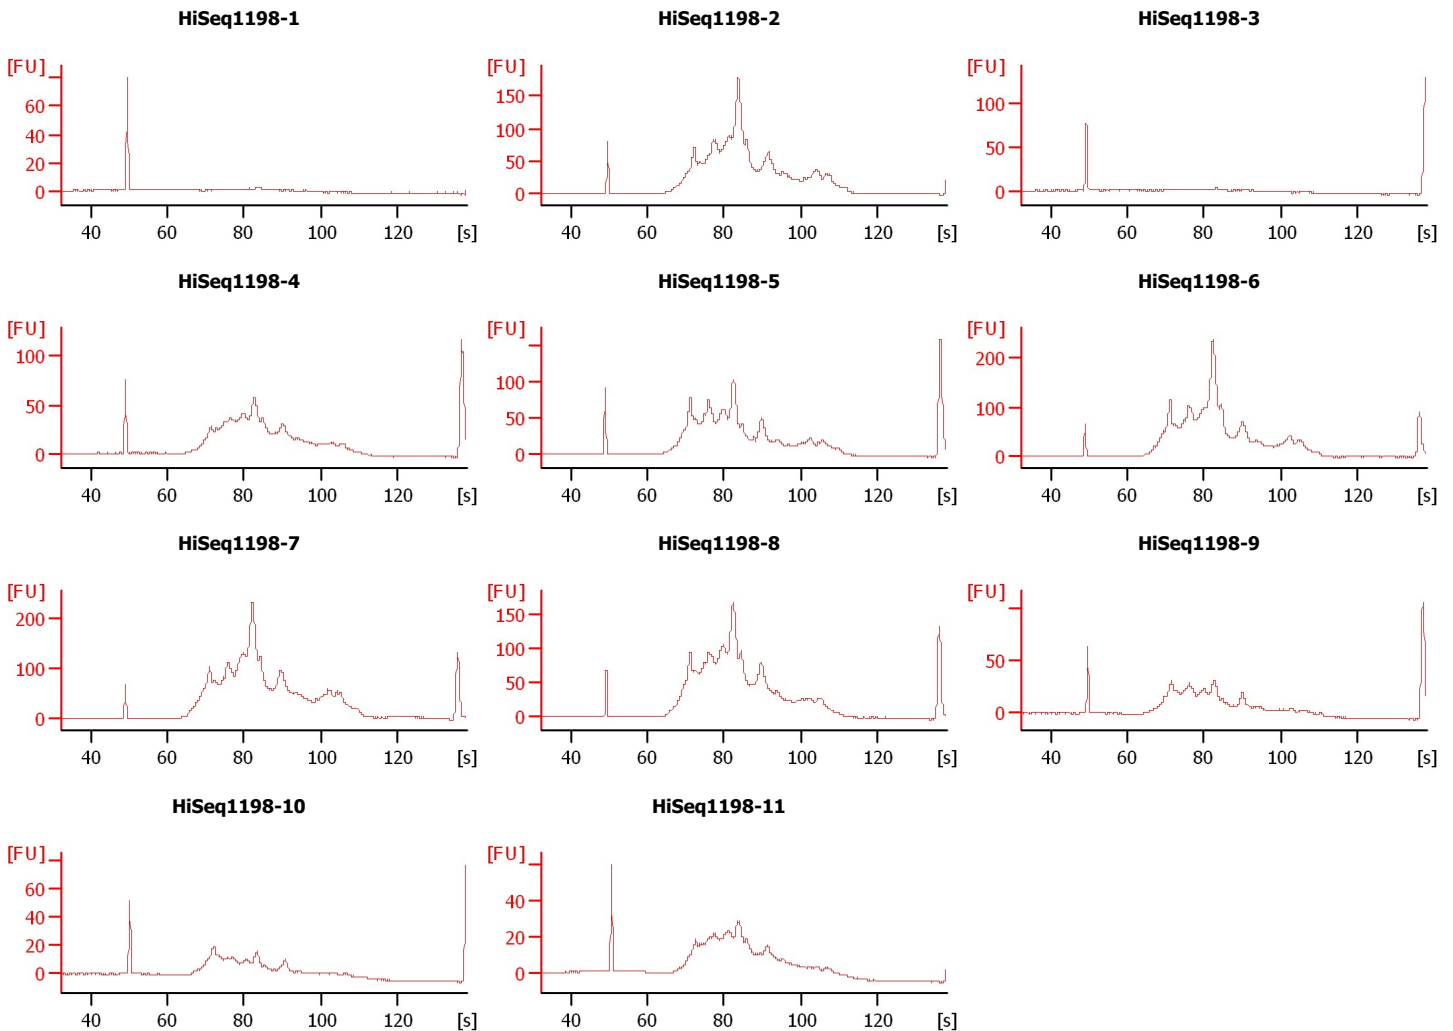 HiSeq1198-1 HiSeq1198-2 HiSeq1198-3
[FU] [FU] [FU]
60 40 20 0
150 100 50 0
100 50 0
40 60 80 100 120 [s] 40 60 80 100 120 [s] 40 60 80 100 120 [s]
HiSeq1198-4 HiSeq1198-5 HiSeq1198-6
[FU] [FU] [FU]
100 50 0
100 50 0
200 100 0
40 60 80 100 120 [s] 40 60 80 100 120 [s] 40 60 80 100 120 [s]
HiSeq1198-7 HiSeq1198-8 HiSeq1198-9
[FU] [FU] [FU]
200 100 0
150 100 50 0
50 0
40 60 80 100 120 [s] 40 60 80 100 120 [s] 40 60 80 100 120 [s]
HiSeq1198-10 HiSeq1198-11
[FU] [FU]
60 40 20 0
40 20 0
40 60 80 100 120 [s] 40 60 80 100 120 [s]